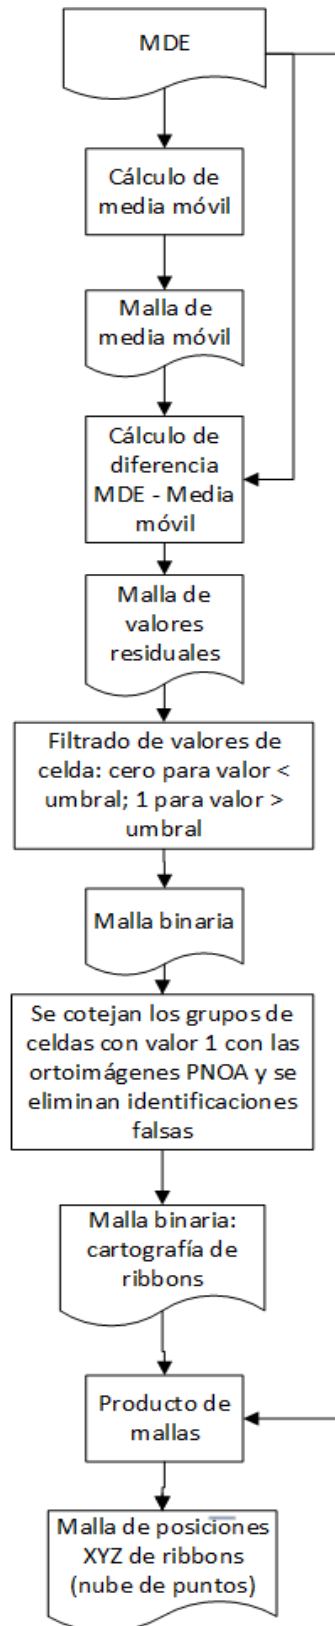 MDE
Cálculo de
media móvil
Malla de
media móvil
Cálculo de
diferencia
MDE - Media
móvil
Malla de
valores
residuales
Filtrado de valores de
celda: cero para valor <
umbral; 1 para valor >
umbral
Malla binaria
Se cotejan los grupos de
celdas con valor 1 con las
ortoimágenes PNOA y se
eliminan identificaciones
falsas
Malla binaria:
cartografía de
ribbons
Producto de
mallas
Malla de posiciones
XYZ de ribbons
(nube de puntos)